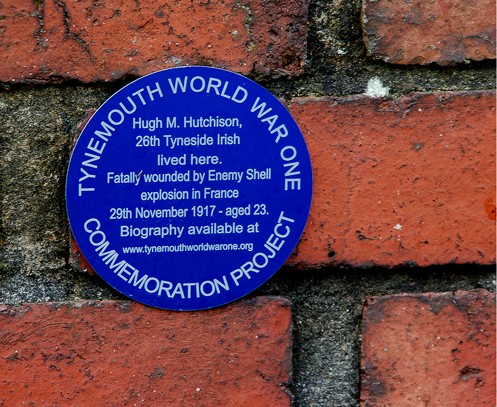 TYNEMOUTH WORLD WAR ONE
Hugh M. Hutchison,
26th Tyneside Irish
lived here.
Fatally wounded by Enemy Shell
explosion in France
29th November 1917 - aged 23.
Biography available at
www.tynemouthworldwarone.org
COMMEMORATION PROJECT